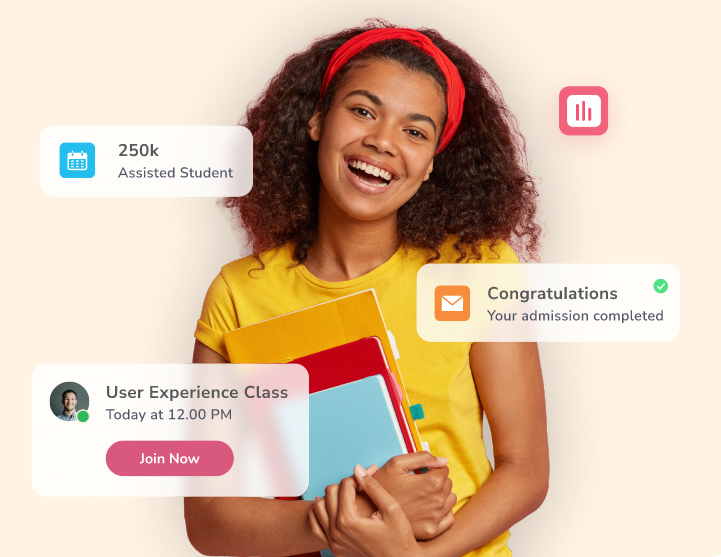 250k
Assisted Student
Congratulations
Your admission completed
User Experience Class
Today at 12.00 PM
Join Now